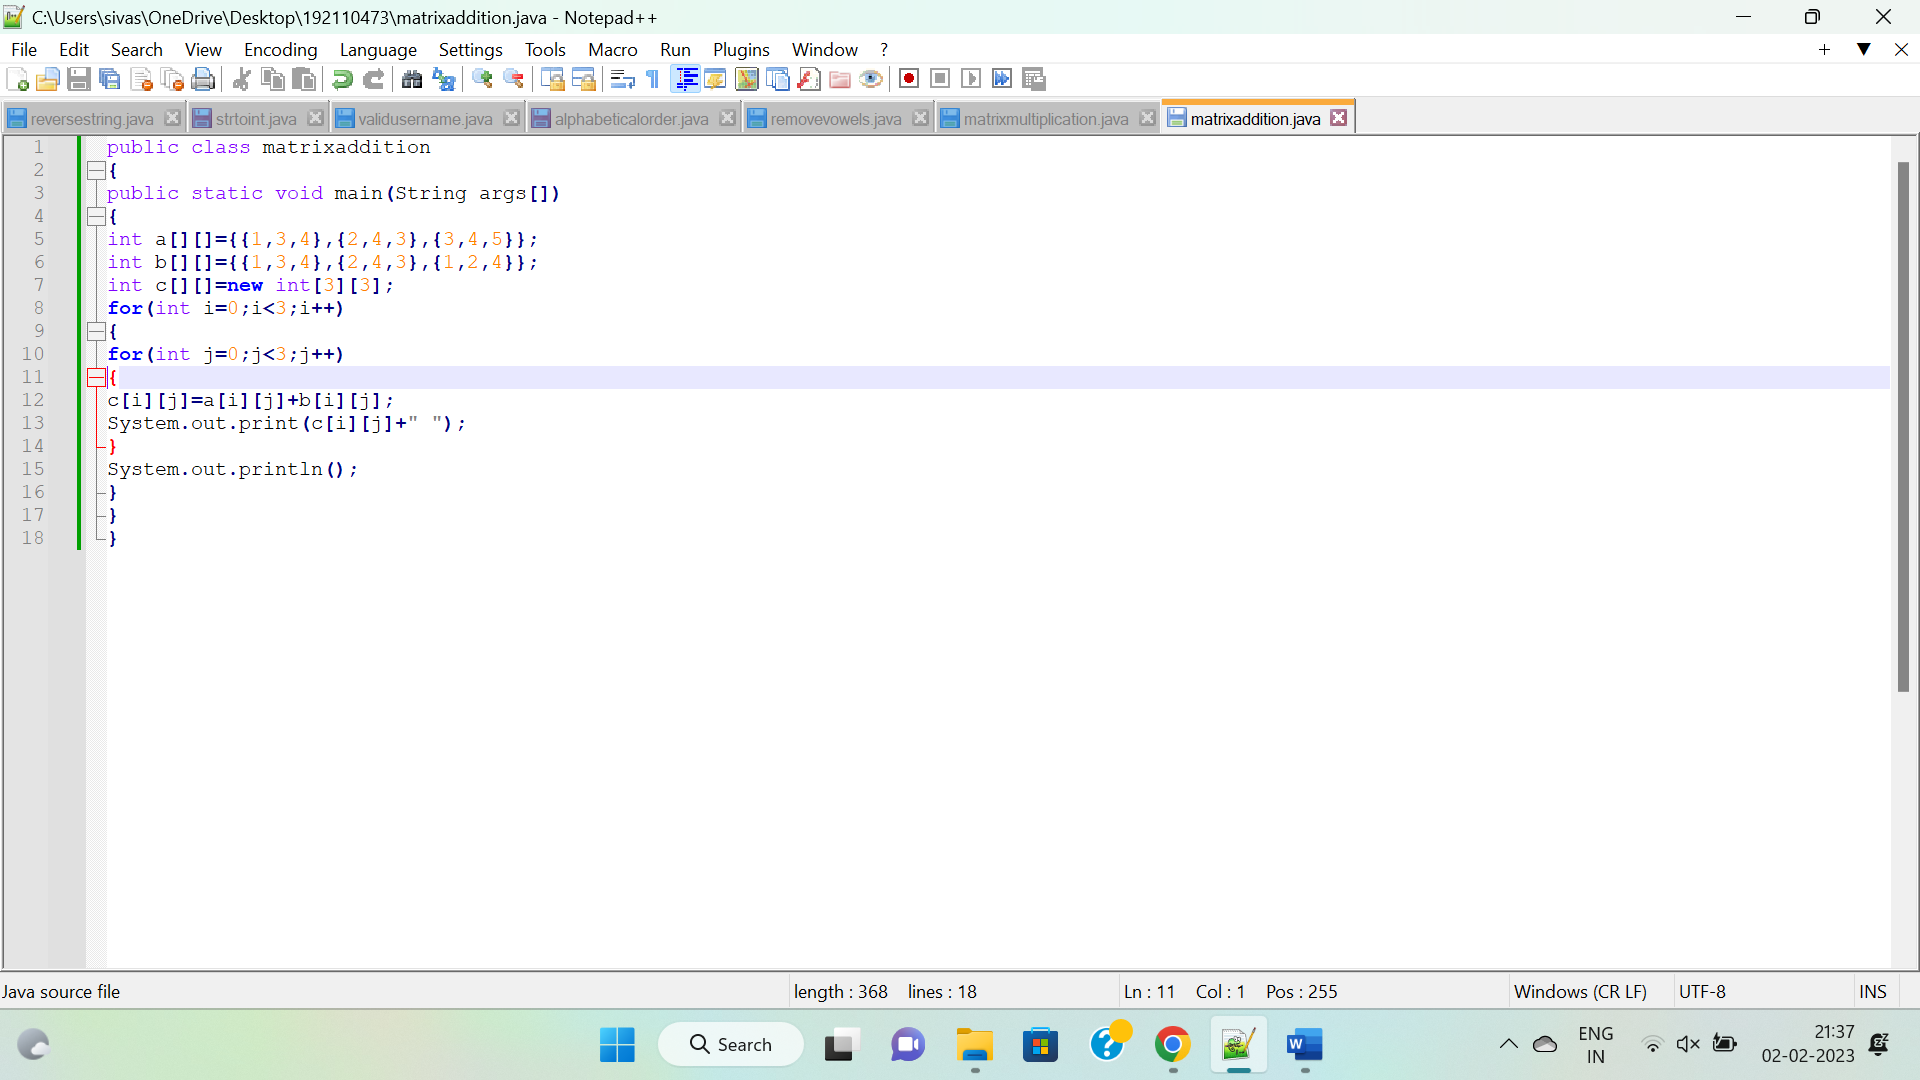 C:\Users\sivas\OneDrive\Desktop\192110473\matrixaddition.java - Notepad++
File Edit Search View Encoding Language Settings Tools Macro Run Plugins Window ?
reversestring.java strtoint.java validusername.java alphabeticalorder.java removevowels.java matrixmultiplication.java matrixaddition.java
1 public class matrixaddition
2 {
3 public static void main(String args[])
4 {
5 int a[][]={{1,3,4},{2,4,3},{3,4,5}};
6 int b[][]={{1,3,4},{2,4,3},{1,2,4}};
7 int c[][]=new int[3][3];
8 for(int i=0;i<3;i++)
9 {
10 for(int j=0;j<3;j++)
11 {
12 c[i][j]=a[i][j]+b[i][j];
13 System.out.print(c[i][j]+" ");
14 }
15 System.out.println();
16 }
17 }
18 }
Java source file length : 368 lines : 18 Ln : 11 Col : 1 Pos : 255 Windows (CR LF) UTF-8 INS
Search ENG 21:37
IN 02-02-2023